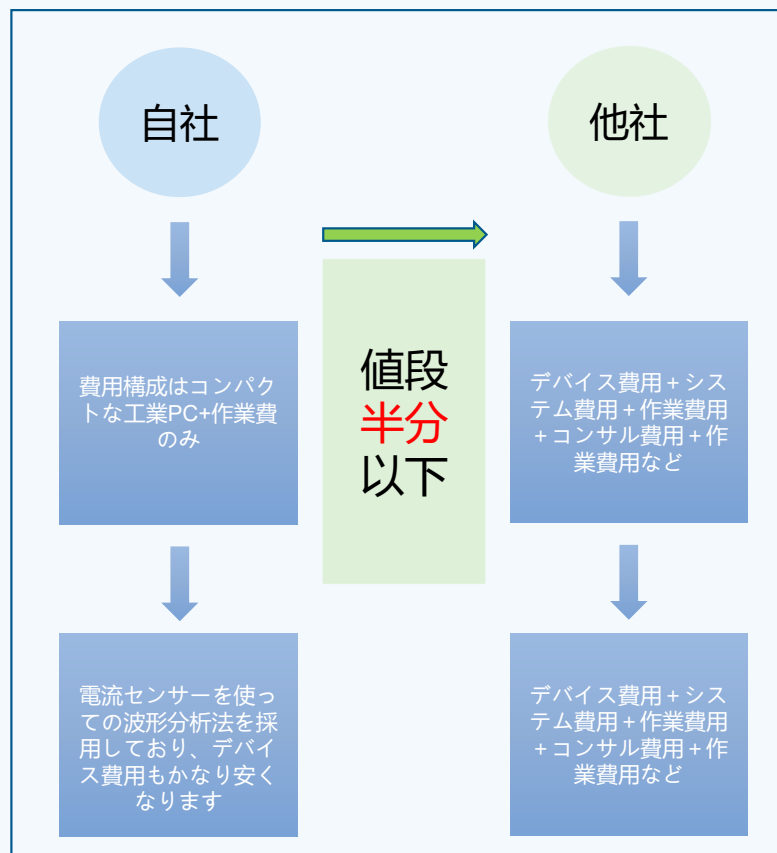 自社
他社
費用構成はコンパク
トな工業PC+作業費
のみ
値段
半分
以下
デバイス費用+シス
テム費用+作業費用
+コンサル費用+作
業費用など
電流センサーを使っ
ての波形分析法を採
用しており、デバイ
ス費用もかなり安く
なります
デバイス費用+シス
テム費用+作業費用
+コンサル費用+作
業費用など